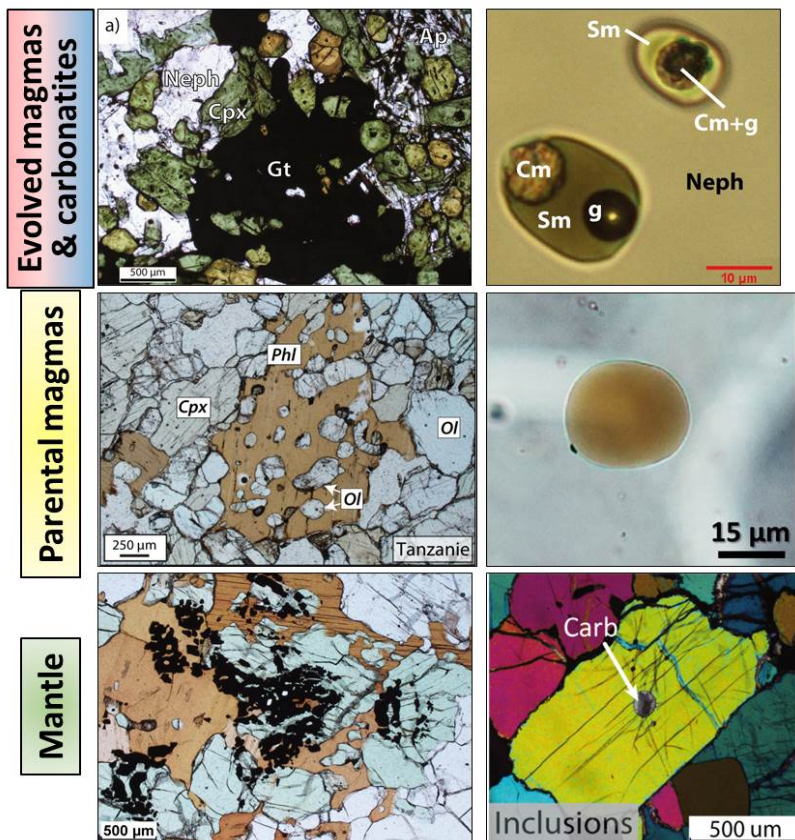 Evolved magmas
& carbonatites
a)
Ap
Neph
Cpx
Gt
500 µm
Sm
Cm+g
Cm
Neph
Sm
g
10 µm
Parental magmas
Phl
Cpx
Ol
Ol
250 µm
Tanzanie
15 µm
Mantle
500 µm
Carb
Inclusions
500 um